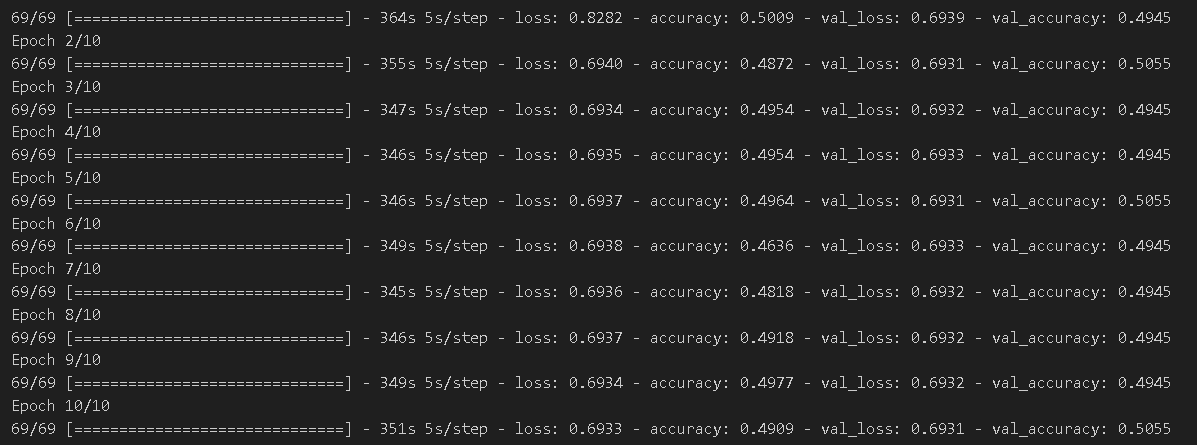 69/69 [==============================] - 364s 5s/step - loss: 0.8282 - accuracy: 0.5009 - val_loss: 0.6939 - val_accuracy: 0.4945
Epoch 2/10
69/69 [==============================] - 355s 5s/step - loss: 0.6940 - accuracy: 0.4872 - val_loss: 0.6931 - val_accuracy: 0.5055
Epoch 3/10
69/69 [==============================] - 347s 5s/step - loss: 0.6934 - accuracy: 0.4954 - val_loss: 0.6932 - val_accuracy: 0.4945
Epoch 4/10
69/69 [==============================] - 346s 5s/step - loss: 0.6935 - accuracy: 0.4954 - val_loss: 0.6933 - val_accuracy: 0.4945
Epoch 5/10
69/69 [==============================] - 346s 5s/step - loss: 0.6937 - accuracy: 0.4964 - val_loss: 0.6931 - val_accuracy: 0.5055
Epoch 6/10
69/69 [==============================] - 349s 5s/step - loss: 0.6938 - accuracy: 0.4636 - val_loss: 0.6933 - val_accuracy: 0.4945
Epoch 7/10
69/69 [==============================] - 345s 5s/step - loss: 0.6936 - accuracy: 0.4818 - val_loss: 0.6932 - val_accuracy: 0.4945
Epoch 8/10
69/69 [==============================] - 346s 5s/step - loss: 0.6937 - accuracy: 0.4918 - val_loss: 0.6932 - val_accuracy: 0.4945
Epoch 9/10
69/69 [==============================] - 349s 5s/step - loss: 0.6934 - accuracy: 0.4977 - val_loss: 0.6932 - val_accuracy: 0.4945
Epoch 10/10
69/69 [==============================] - 351s 5s/step - loss: 0.6933 - accuracy: 0.4909 - val_loss: 0.6931 - val_accuracy: 0.5055